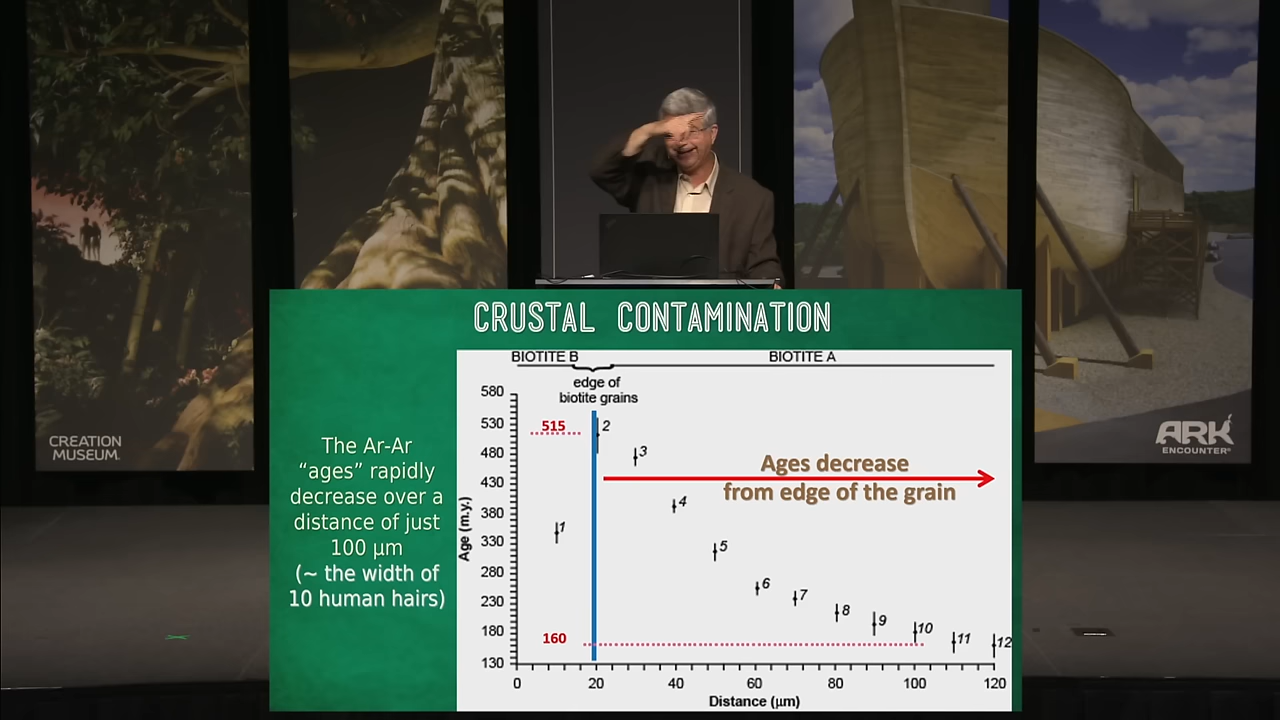 CRUSTAL CONTAMINATION
The Ar-Ar
“ages” rapidly
decrease over a
distance of just
100 µm
(~ the width of
10 human hairs)
BIOTITE B
BIOTITE A
edge of
biotite grains
580
530
480
430
380
330
280
230
180
130
Age (m.y.)
515
160
1
2
3
4
5
6
7
8
9
10
11
12
Ages decrease
from edge of the grain
0
20
40
60
80
100
120
Distance (µm)
CREATION
MUSEUM
ARK
ENCOUNTER